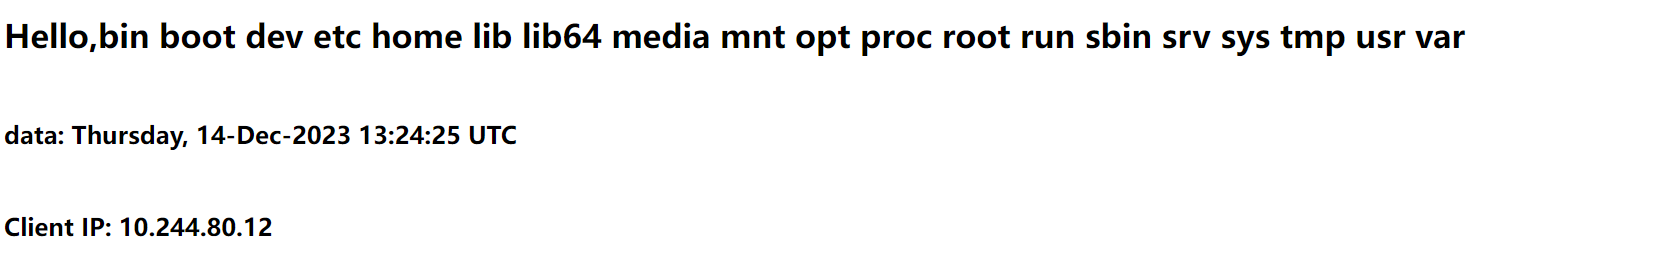 Hello,bin boot dev etc home lib lib64 media mnt opt proc root run sbin srv sys tmp usr var
data: Thursday, 14-Dec-2023 13:24:25 UTC
Client IP: 10.244.80.12